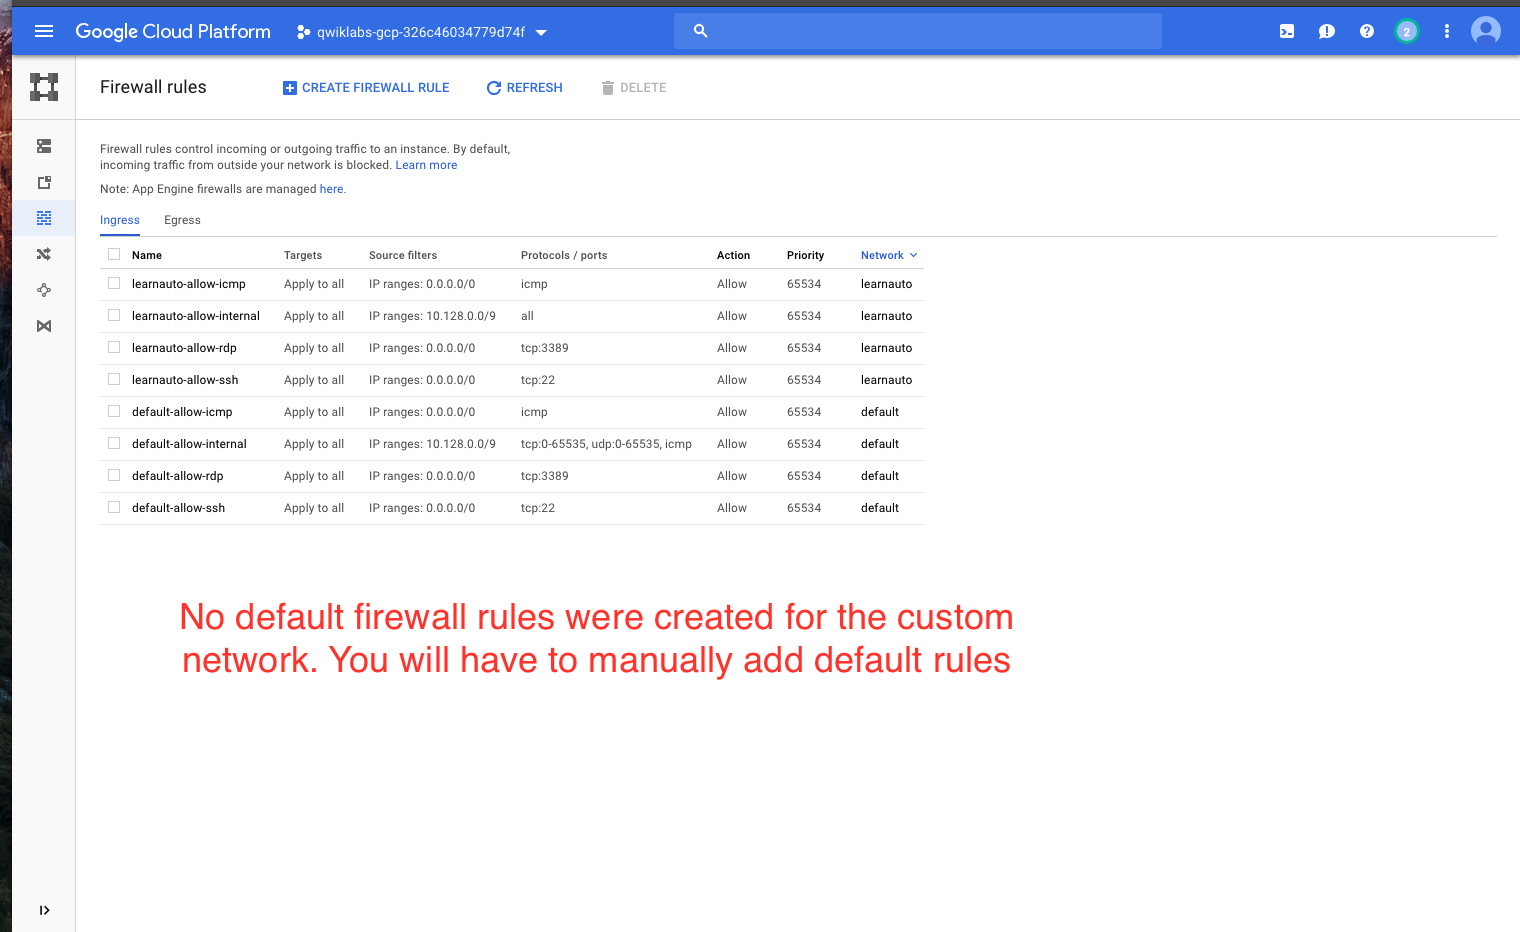 Google Cloud Platform qwiklabs-gcp-326c46034779d74f 2
Firewall rules CREATE FIREWALL RULE REFRESH DELETE
Firewall rules control incoming or outgoing traffic to an instance. By default,
incoming traffic from outside your network is blocked. Learn more
Note: App Engine firewalls are managed here.
Ingress Egress
Name Targets Source filters Protocols / ports Action Priority Network
learnauto-allow-icmp Apply to all IP ranges: 0.0.0.0/0 icmp Allow 65534 learnauto
learnauto-allow-internal Apply to all IP ranges: 10.128.0.0/9 all Allow 65534 learnauto
learnauto-allow-rdp Apply to all IP ranges: 0.0.0.0/0 tcp:3389 Allow 65534 learnauto
learnauto-allow-ssh Apply to all IP ranges: 0.0.0.0/0 tcp:22 Allow 65534 learnauto
default-allow-icmp Apply to all IP ranges: 0.0.0.0/0 icmp Allow 65534 default
default-allow-internal Apply to all IP ranges: 10.128.0.0/9 tcp:0-65535, udp:0-65535, icmp Allow 65534 default
default-allow-rdp Apply to all IP ranges: 0.0.0.0/0 tcp:3389 Allow 65534 default
default-allow-ssh Apply to all IP ranges: 0.0.0.0/0 tcp:22 Allow 65534 default
No default firewall rules were created for the custom
network. You will have to manually add default rules